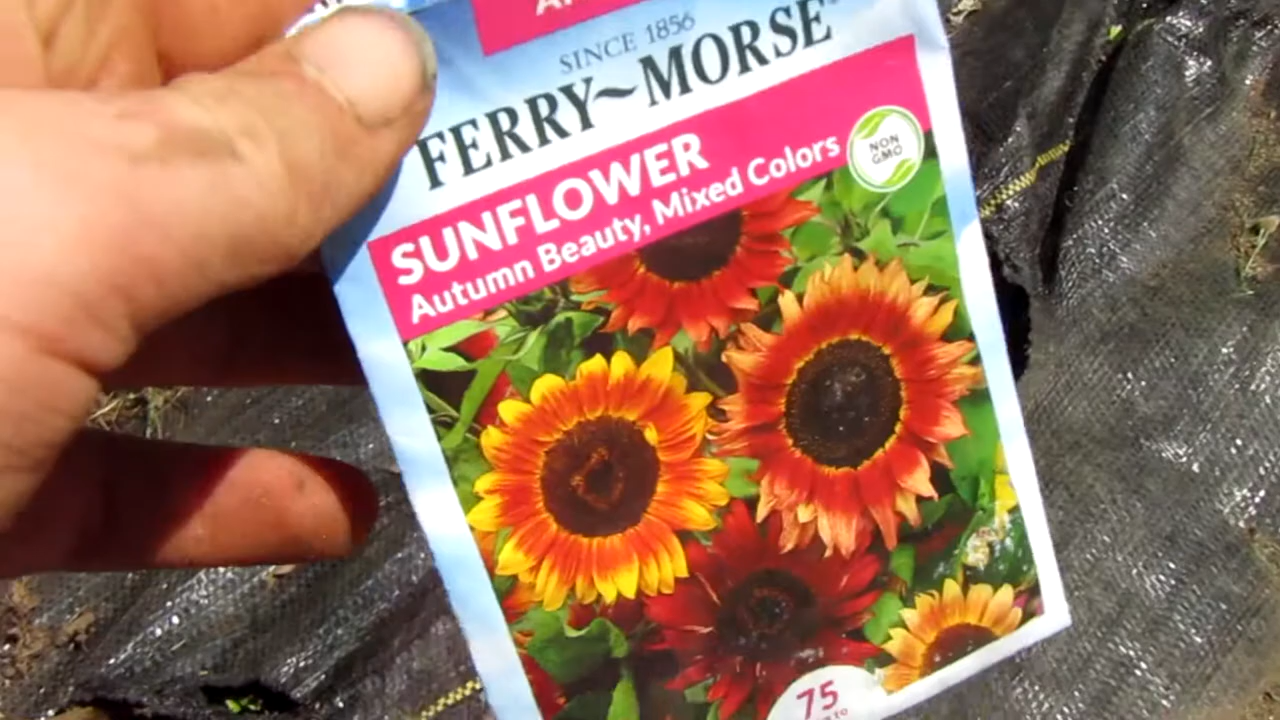 SINCE 1856
FERRY~MORSE
SUNFLOWER
Autumn Beauty, Mixed Colors
NON
GMO
75